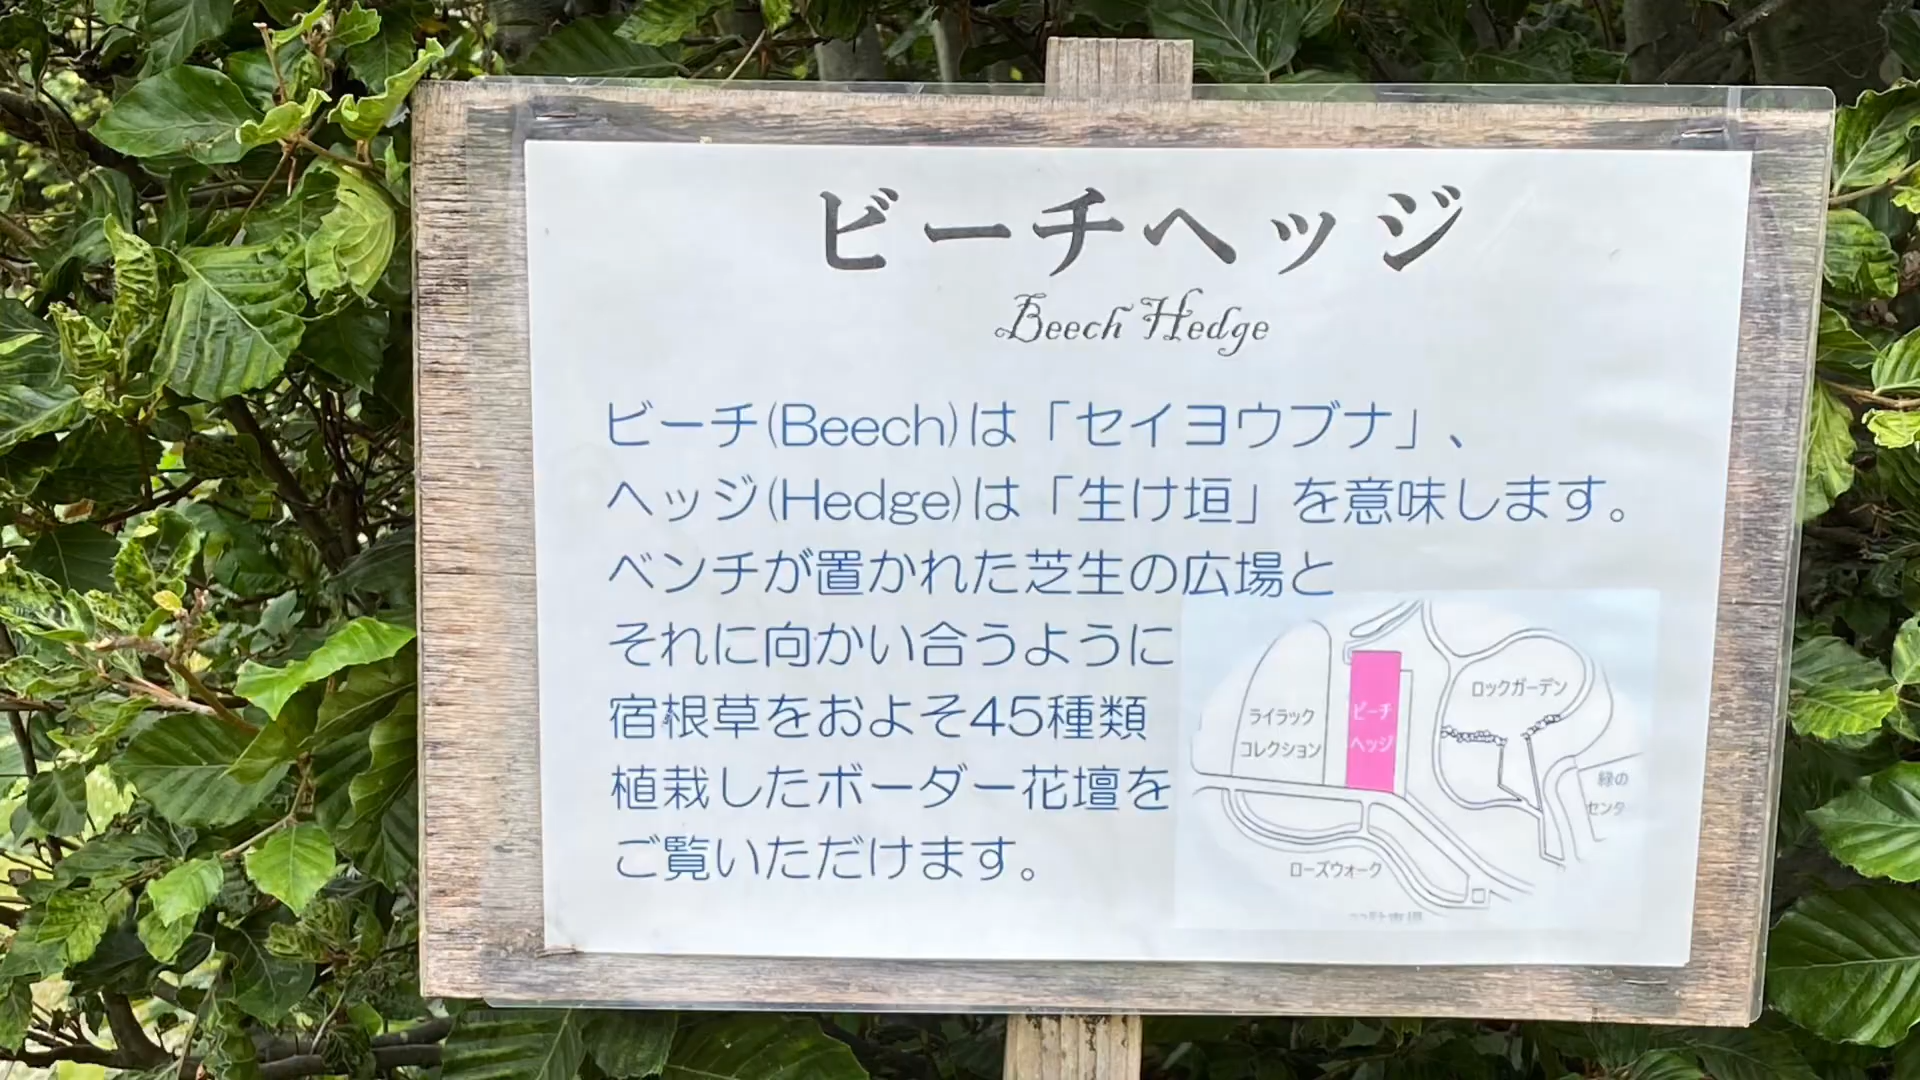 ビーチヘッジ
Beech Hedge
ビーチ(Beech)は「セイヨウブナ」、
ヘッジ(Hedge)は「生け垣」を意味します。
ベンチが置かれた芝生の広場と
それに向かい合うように
宿根草をおよそ45種類
植栽したボーダー花壇を
ご覧いただけます。
ロックガーデン
ライラック
コレクション
ビーチ
ヘッジ
緑の
センタ
ローズウォーク